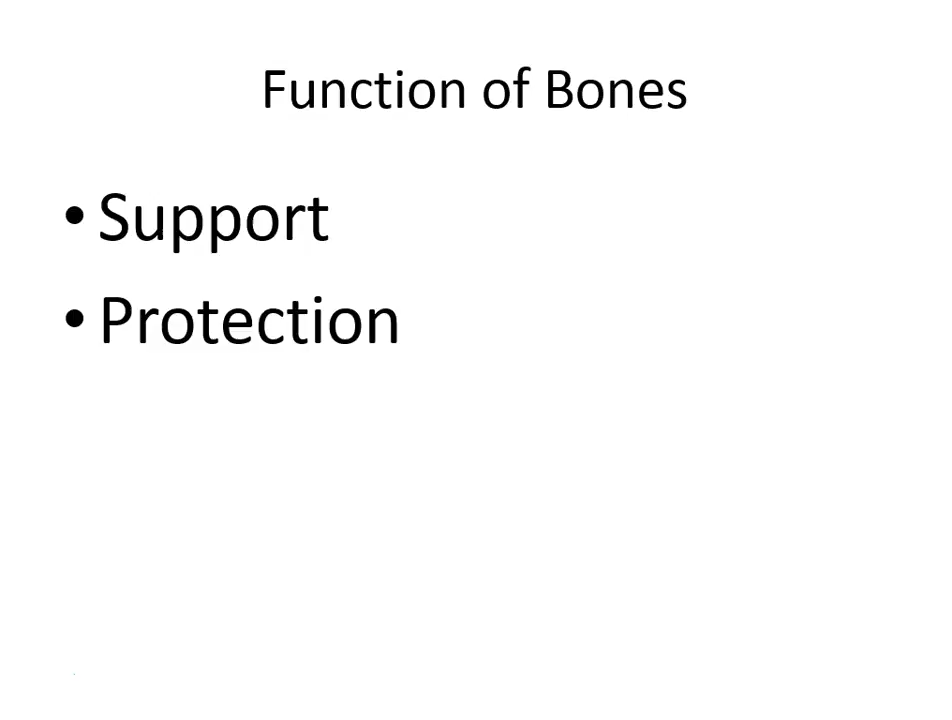 Function of Bones
• Support
• Protection